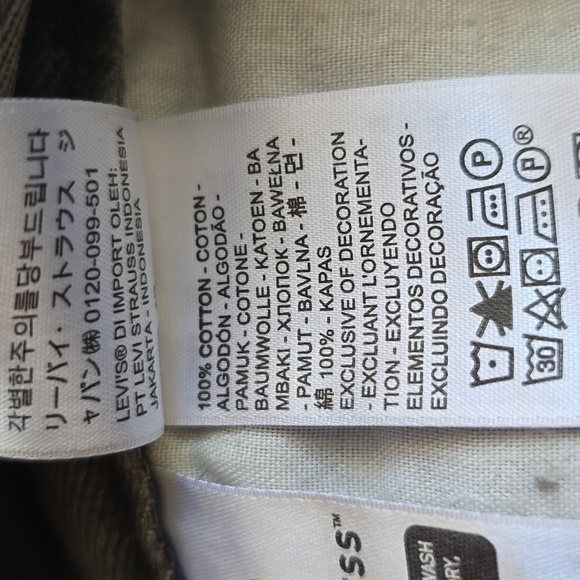 각별한주의를당부드립니다
リーバイ・ストラウス ジ
ャパン(株) 0120-099-501
LEVI'S® DI IMPORT OLEH:
PT LEVI STRAUSS INDONESIA
JAKARTA - INDONESIA
100% COTTON - COTON -
ALGODÓN - ALGODÃO -
PAMUK - COTONE -
BAUMWOLLE - KATOEN - BA
MBAKI - ХЛОПОК - BAWEŁNA
- PAMUT - BAVLNA - 棉 - 면 -
綿 100% - KAPAS
EXCLUSIVE OF DECORATION
- EXCLUANT L'ORNEMENTA-
TION - EXCLUYENDO
ELEMENTOS DECORATIVOS -
EXCLUINDO DECORAÇÃO
P
30 P ®
SS™
WASH
RY.